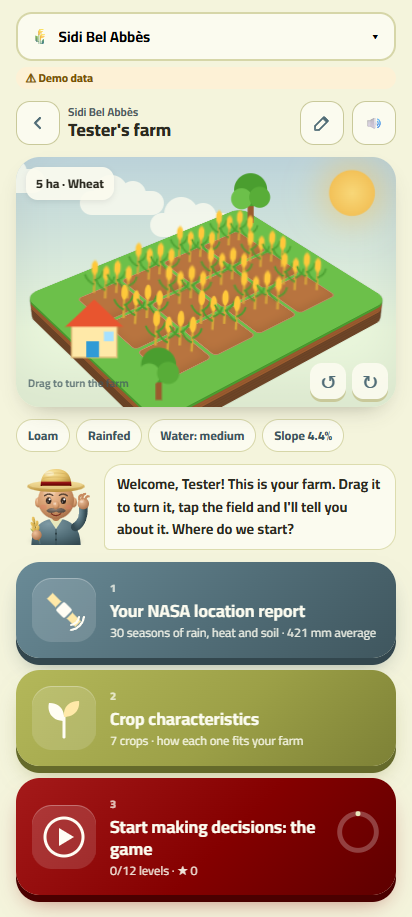 Sidi Bel Abbès
⚠ Demo data
Sidi Bel Abbès
Tester's farm
5 ha · Wheat
Drag to turn the farm
Loam
Rainfed
Water: medium
Slope 4.4%
Welcome, Tester! This is your farm. Drag it
to turn it, tap the field and I'll tell you
about it. Where do we start?
1
Your NASA location report
30 seasons of rain, heat and soil · 421 mm average
2
Crop characteristics
7 crops · how each one fits your farm
3
Start making decisions: the
game
0/12 levels · ★ 0